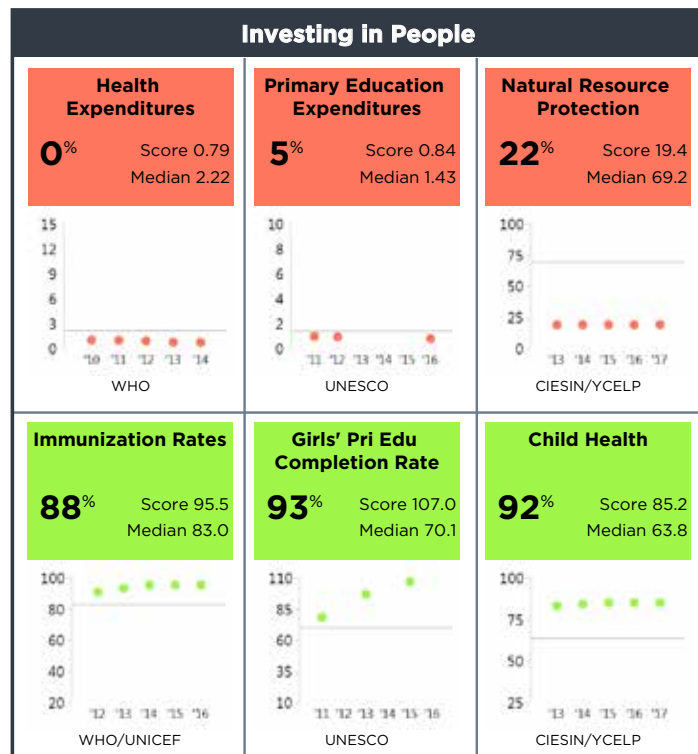 Investing in People
Health
Expenditures
0%
Score 0.79
Median 2.22
15
12
9
6
3
0
'10 '11 '12 '13 '14
WHO
Primary Education
Expenditures
5%
Score 0.84
Median 1.43
10
8
6
4
2
0
'11 '12 '13 '14 '15 '16
UNESCO
Natural Resource
Protection
22%
Score 19.4
Median 69.2
100
75
50
25
0
'13 '14 '15 '16 '17
CIESIN/YCELP
Immunization Rates
88%
Score 95.5
Median 83.0
100
80
60
40
20
'12 '13 '14 '15 '16
WHO/UNICEF
Girls' Pri Edu
Completion Rate
93%
Score 107.0
Median 70.1
110
85
60
35
10
'11 '12 '13 '14 '15 '16
UNESCO
Child Health
92%
Score 85.2
Median 63.8
100
75
50
25
'13 '14 '15 '16 '17
CIESIN/YCELP